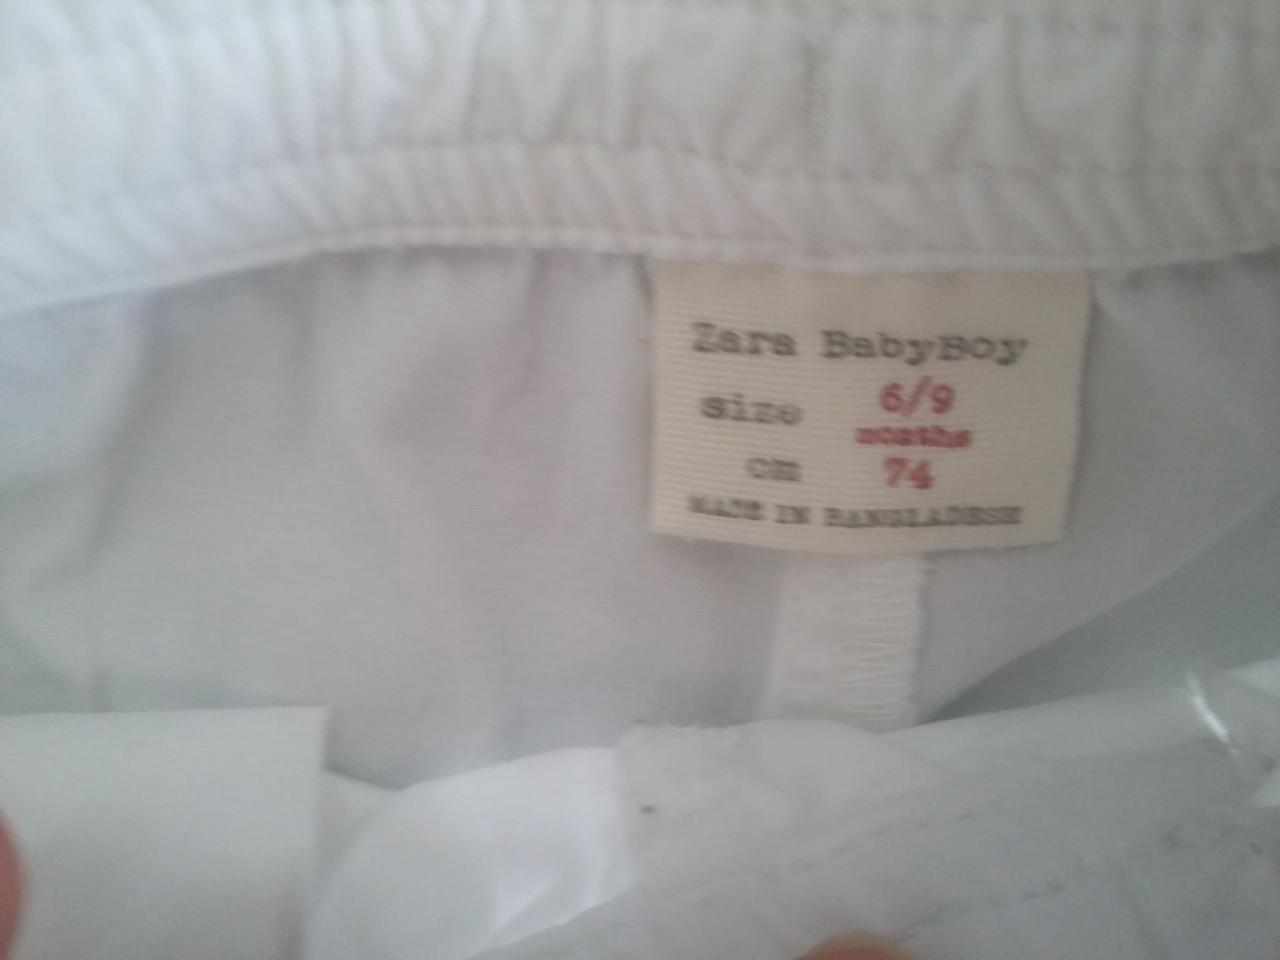 Zara BabyBoy
size 6/9
months
cm 74
MADE IN BANGLADESH